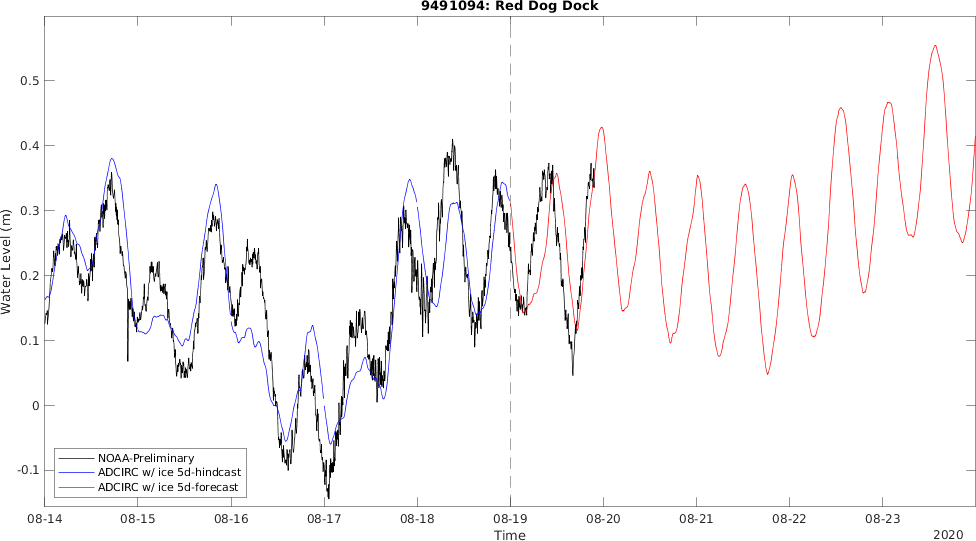 9491094: Red Dog Dock
0.5
0.4
0.3
0.2
0.1
0
-0.1
Water Level (m)
NOAA-Preliminary
ADCIRC w/ ice 5d-hindcast
ADCIRC w/ ice 5d-forecast
08-14 08-15 08-16 08-17 08-18 08-19 08-20 08-21 08-22 08-23
Time
2020